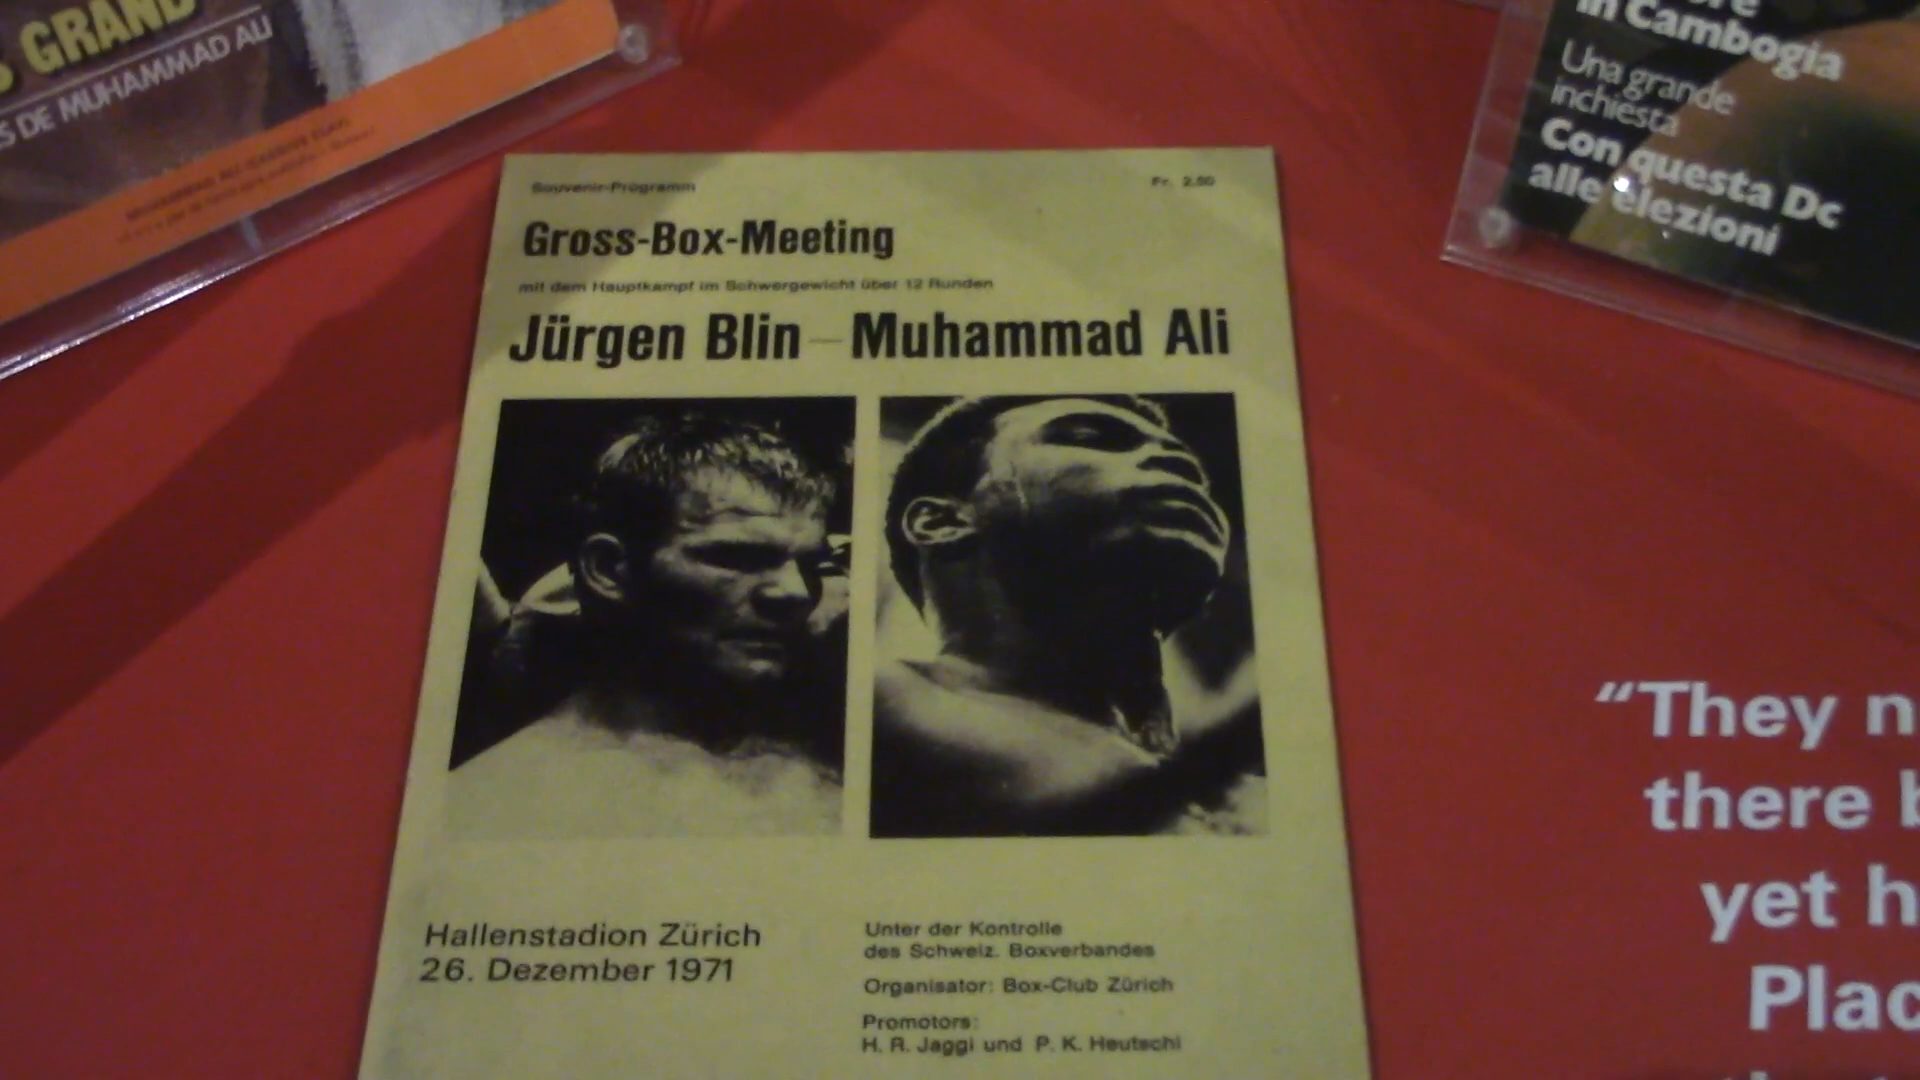 GRAND
S DE MUHAMMAD ALI
in Cambogia
Una grande
inchiesta
Con questa Dc
alle elezioni
Souvenir-Programm
Fr. 2.50
Gross-Box-Meeting
mit dem Hauptkampf im Schwergewicht über 12 Runden
Jürgen Blin – Muhammad Ali
Hallenstadion Zürich
26. Dezember 1971
Unter der Kontrolle
des Schweiz. Boxverbandes
Organisator: Box-Club Zürich
Promotors:
H. R. Jaggi und P. K. Heutschi
“They n
there b
yet h
Plac